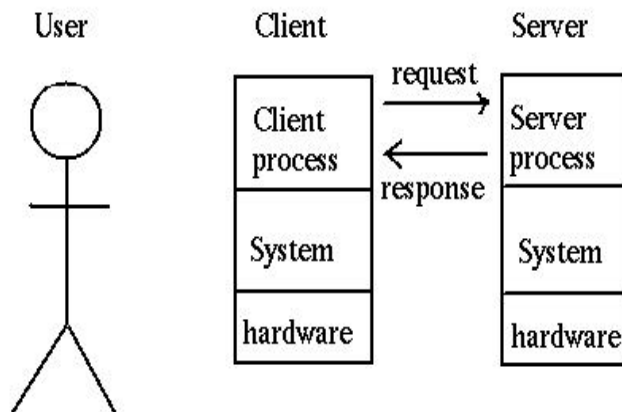 User
Client
Server
request
Client
process
Server
process
response
System
System
hardware
hardware